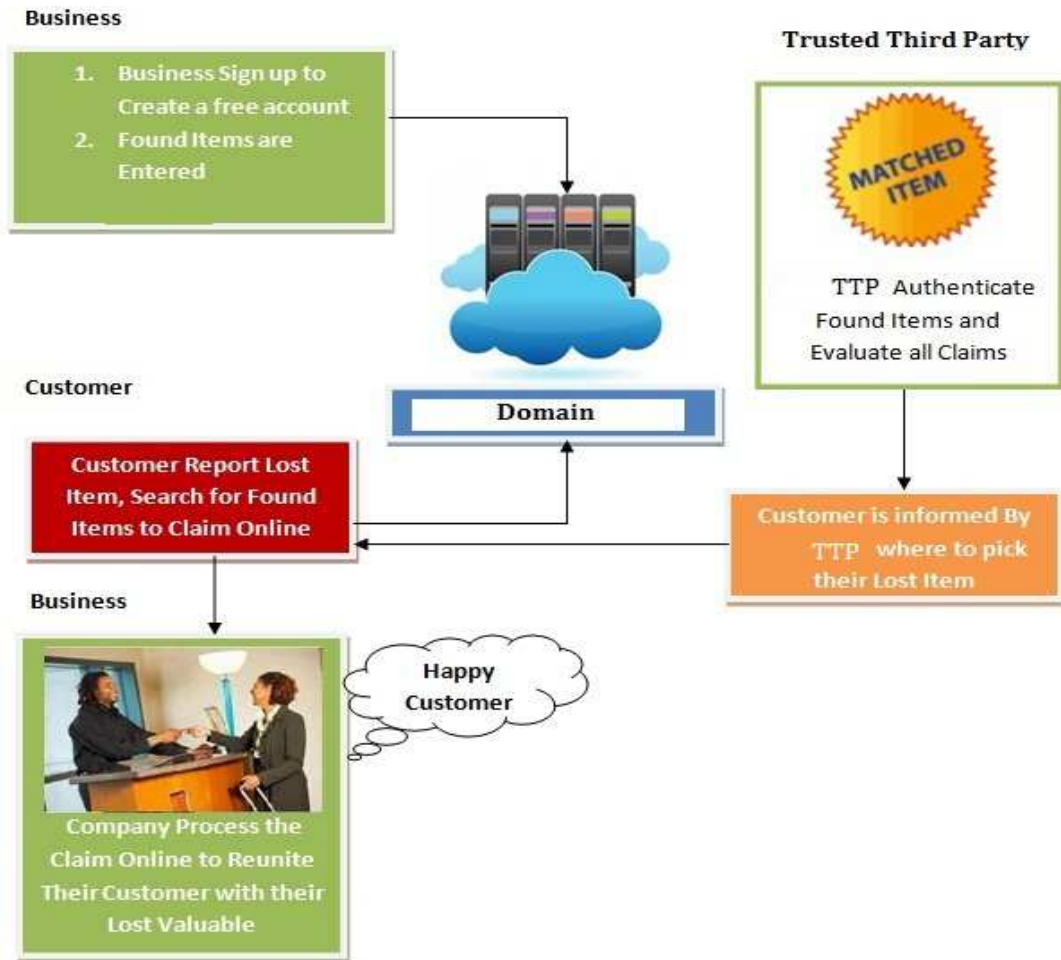 Business
1. Business Sign up to
Create a free account
2. Found Items are
Entered
Trusted Third Party
MATCHED
ITEM
TTP Authenticate
Found Items and
Evaluate all Claims
Domain
Customer
Customer Report Lost
Item, Search for Found
Items to Claim Online
Customer is informed By
TTP where to pick
their Lost Item
Business
Happy
Customer
Company Process the
Claim Online to Reunite
Their Customer with their
Lost Valuable